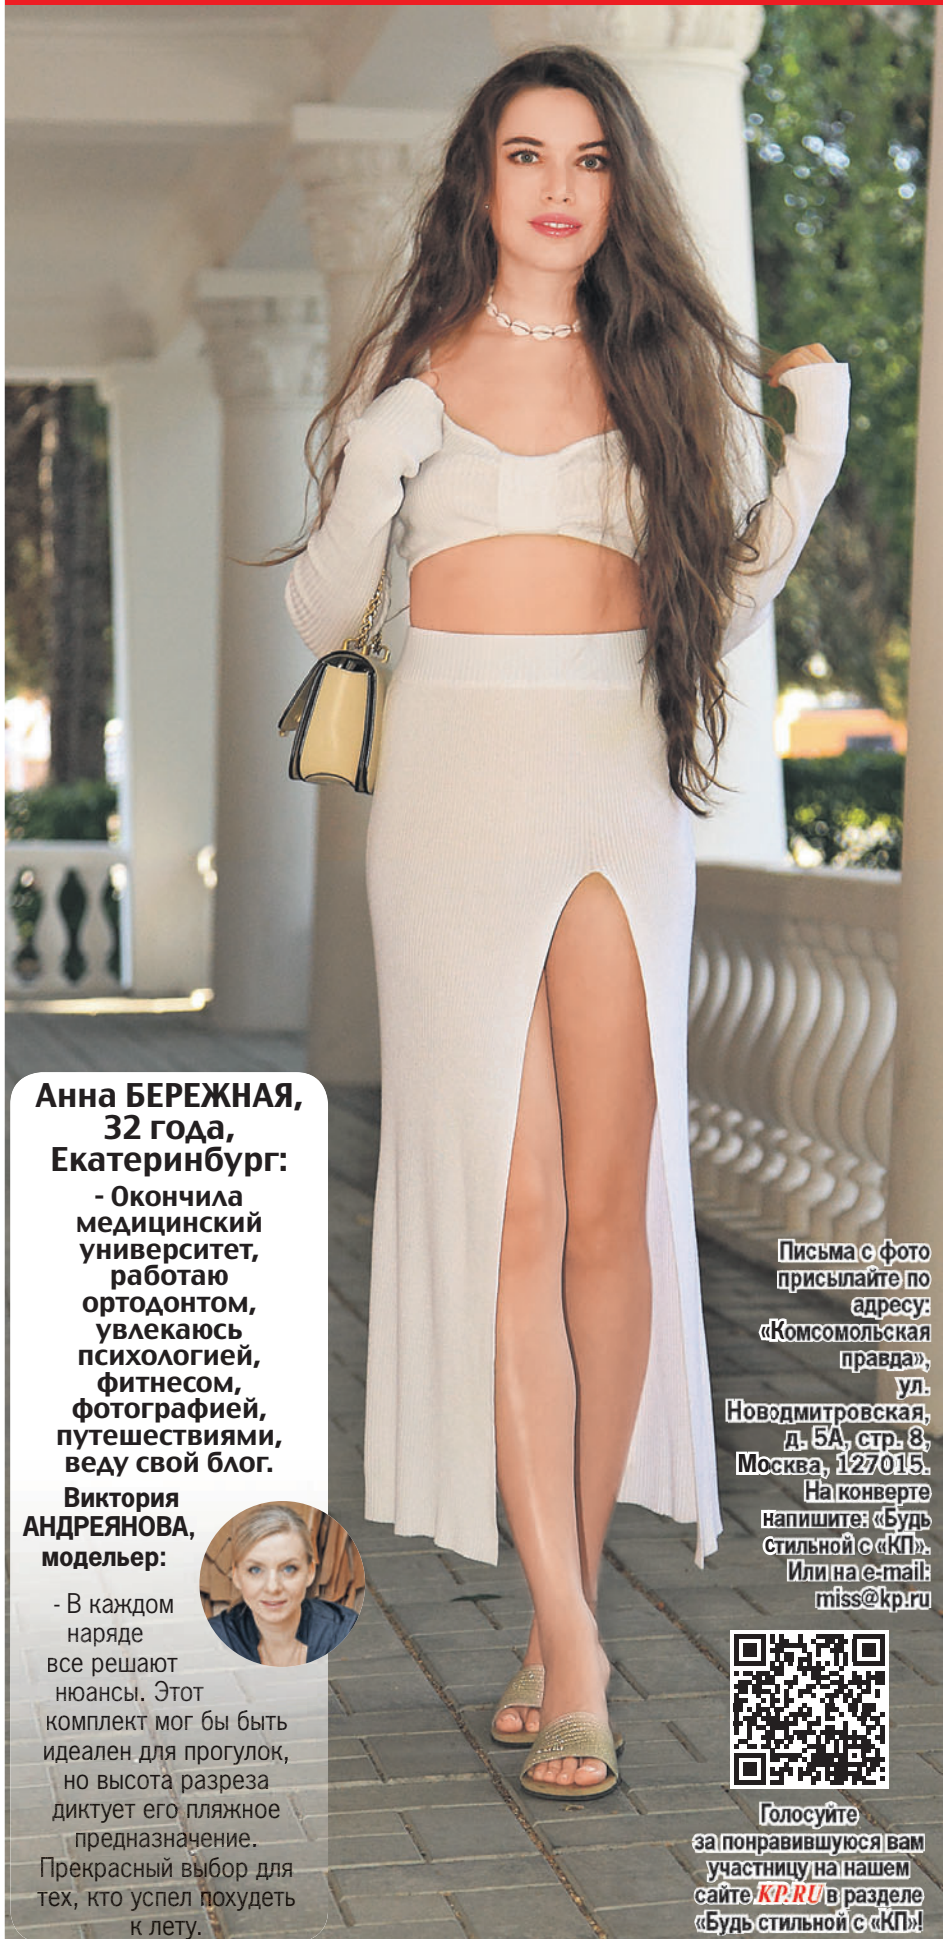 Анна БЕРЕЖНАЯ,
32 года,
Екатеринбург:
- Окончила
медицинский
университет,
работаю
ортодонтом,
увлекаюсь
психологией,
фитнесом,
фотографией,
путешествиями,
веду свой блог.
Виктория
АНДРЕЯНОВА,
модельер:
- В каждом
наряде
все решают
нюансы. Этот
комплект мог бы быть
идеален для прогулок,
но высота разреза
диктует его пляжное
предназначение.
Прекрасный выбор для
тех, кто успел похудеть
к лету.
Письма с фото
присылайте по
адресу:
«Комсомольская
правда»,
ул.
Новодмитровская,
д. 5А, стр. 8,
Москва, 127015.
На конверте
напишите: «Будь
стильной с «КП».
Или на e-mail:
miss@kp.ru
Голосуйте
за понравившуюся вам
участницу на нашем
сайте KP.RU в разделе
«Будь стильной с «КП»!